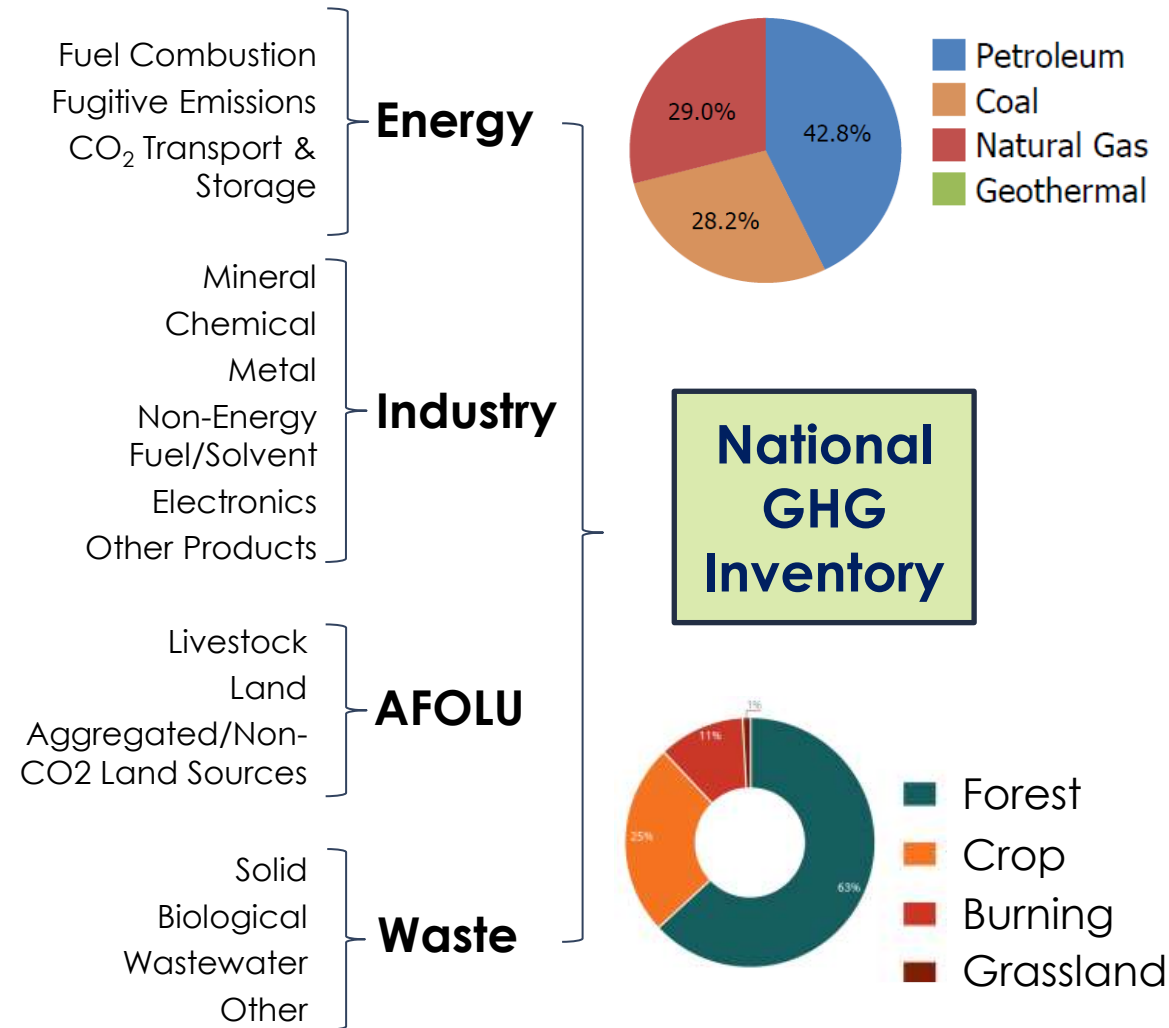 Fuel Combustion
Fugitive Emissions
CO₂ Transport &
Storage
Energy
Mineral
Chemical
Metal
Non-Energy
Fuel/Solvent
Electronics
Other Products
Industry
Livestock
Land
Aggregated/Non-
CO2 Land Sources
AFOLU
Solid
Biological
Wastewater
Other
Waste
29.0%
42.8%
28.2%
Petroleum
Coal
Natural Gas
Geothermal
National
GHG
Inventory
1%
11%
25%
63%
Forest
Crop
Burning
Grassland